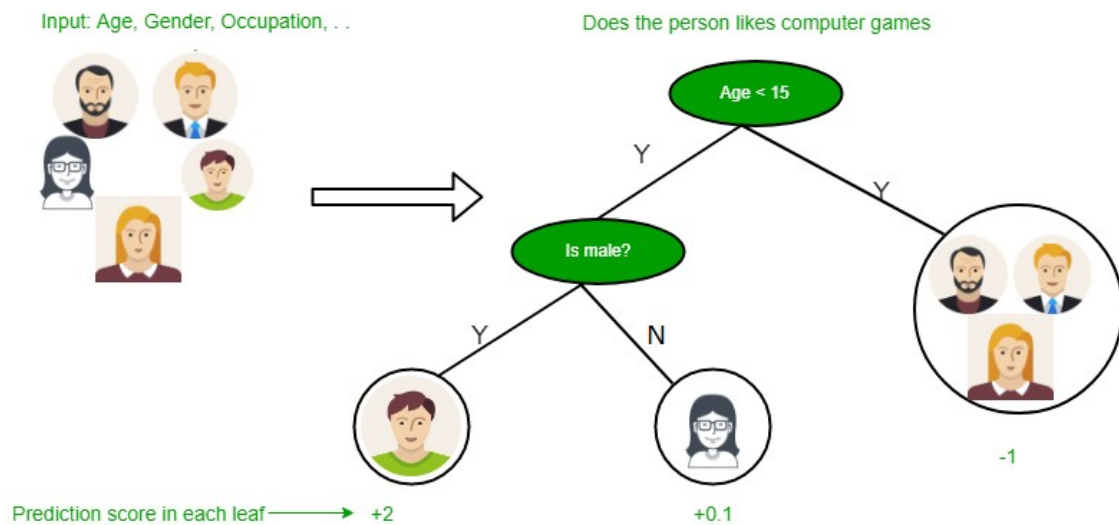 Input: Age, Gender, Occupation, . .
Does the person likes computer games
Age < 15
Y
Y
Is male?
Y
N
-1
Prediction score in each leaf
+2
+0.1